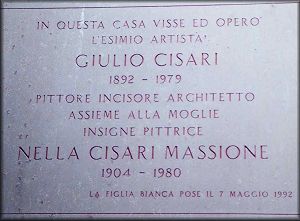 IN QUESTA CASA VISSE ED OPERÒ
L'ESIMIO ARTISTA
GIULIO CISARI
1892 - 1979
PITTORE INCISORE ARCHITETTO
ASSIEME ALLA MOGLIE
INSIGNE PITTRICE
NELLA CISARI MASSIONE
1904 - 1980
LA FIGLIA BIANCA POSE IL 7 MAGGIO 1992